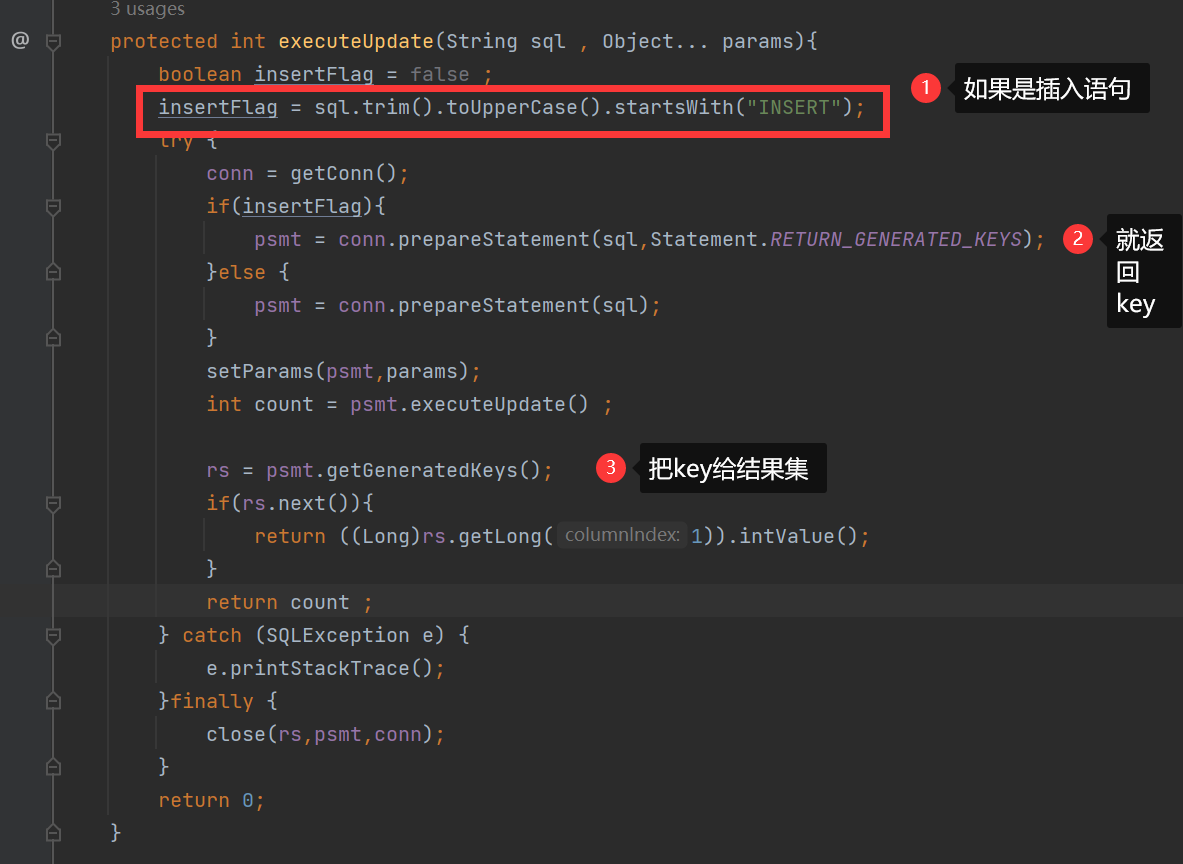 3 usages
@
protected int executeUpdate(String sql , Object... params){
boolean insertFlag = false ;
insertFlag = sql.trim().toUpperCase().startsWith("INSERT");
1 如果是插入语句
try {
conn = getConn();
if(insertFlag){
psmt = conn.prepareStatement(sql,Statement.RETURN_GENERATED_KEYS);
2 就返
回
key
}else {
psmt = conn.prepareStatement(sql);
}
setParams(psmt,params);
int count = psmt.executeUpdate() ;
rs = psmt.getGeneratedKeys();
3 把key给结果集
if(rs.next()){
return ((Long)rs.getLong( columnIndex: 1)).intValue();
}
return count ;
} catch (SQLException e) {
e.printStackTrace();
}finally {
close(rs,psmt,conn);
}
return 0;
}